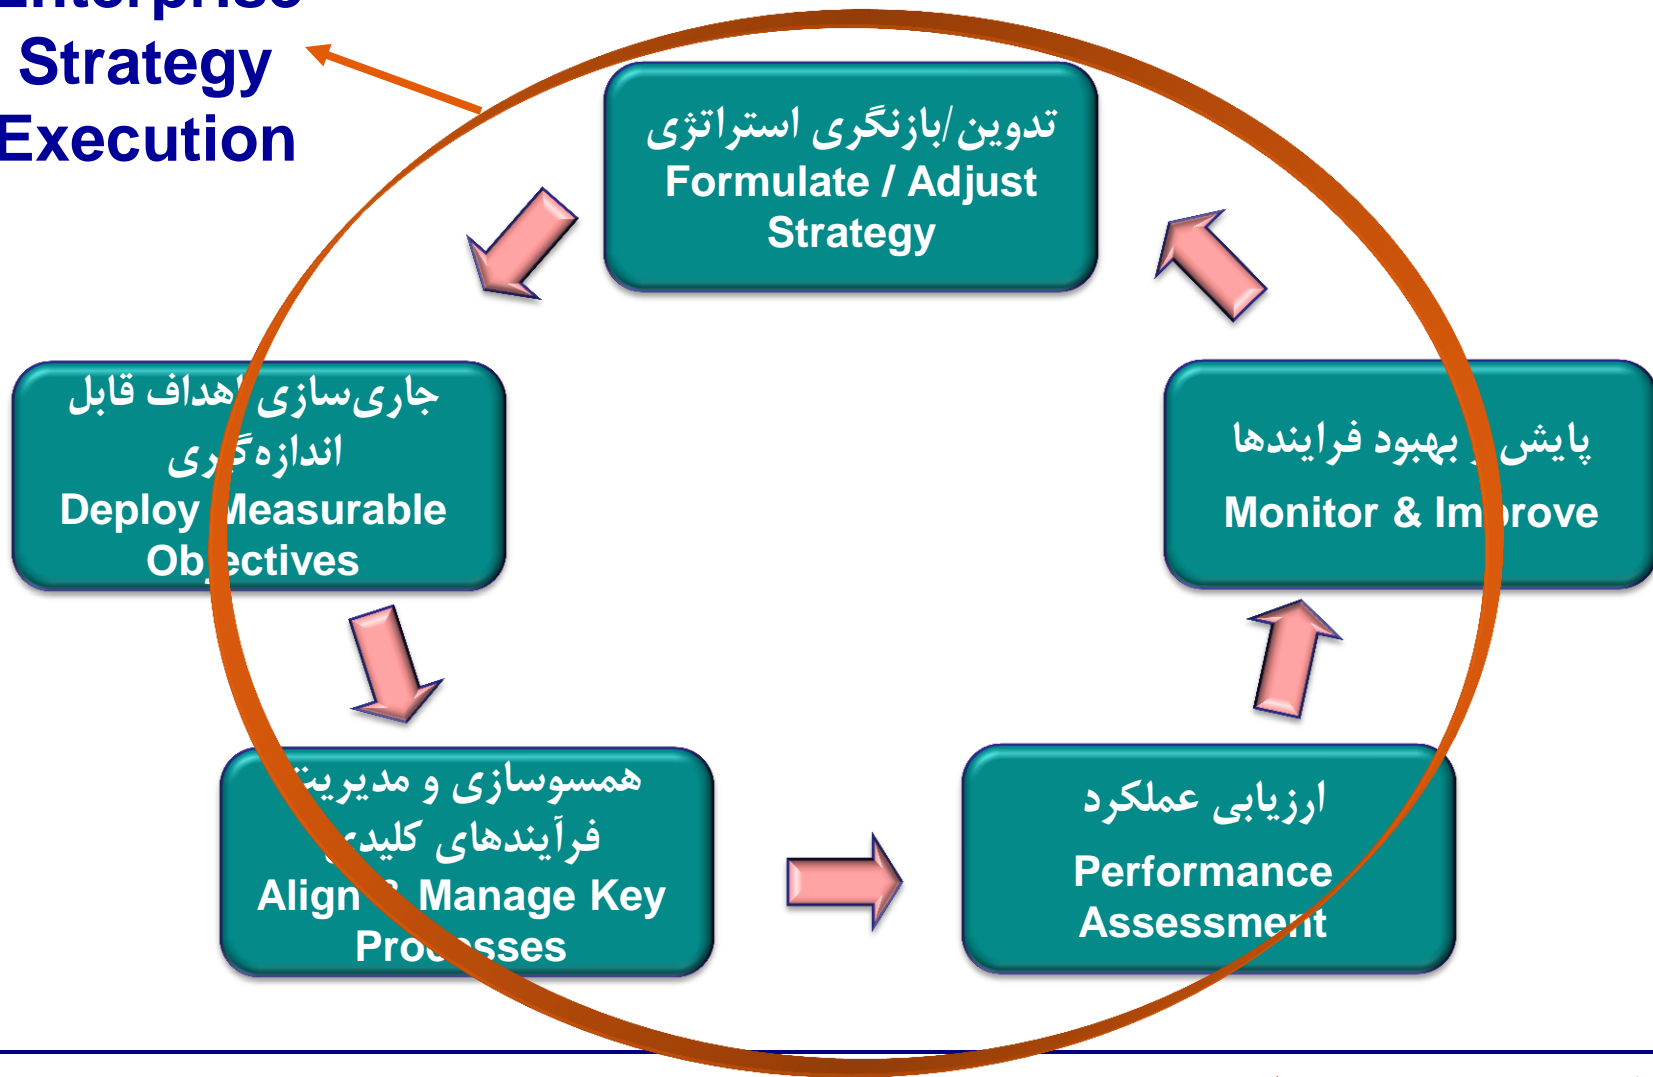 Enterprise
Strategy
Execution
تدوین/بازنگری استراتژی
Formulate / Adjust
Strategy
جاری‌سازی اهداف قابل
اندازه‌گیری
Deploy Measurable
Objectives
پایش و بهبود فرایندها
Monitor & Improve
همسوسازی و مدیریت
فرآیندهای کلیدی
Align & Manage Key
Processes
ارزیابی عملکرد
Performance
Assessment